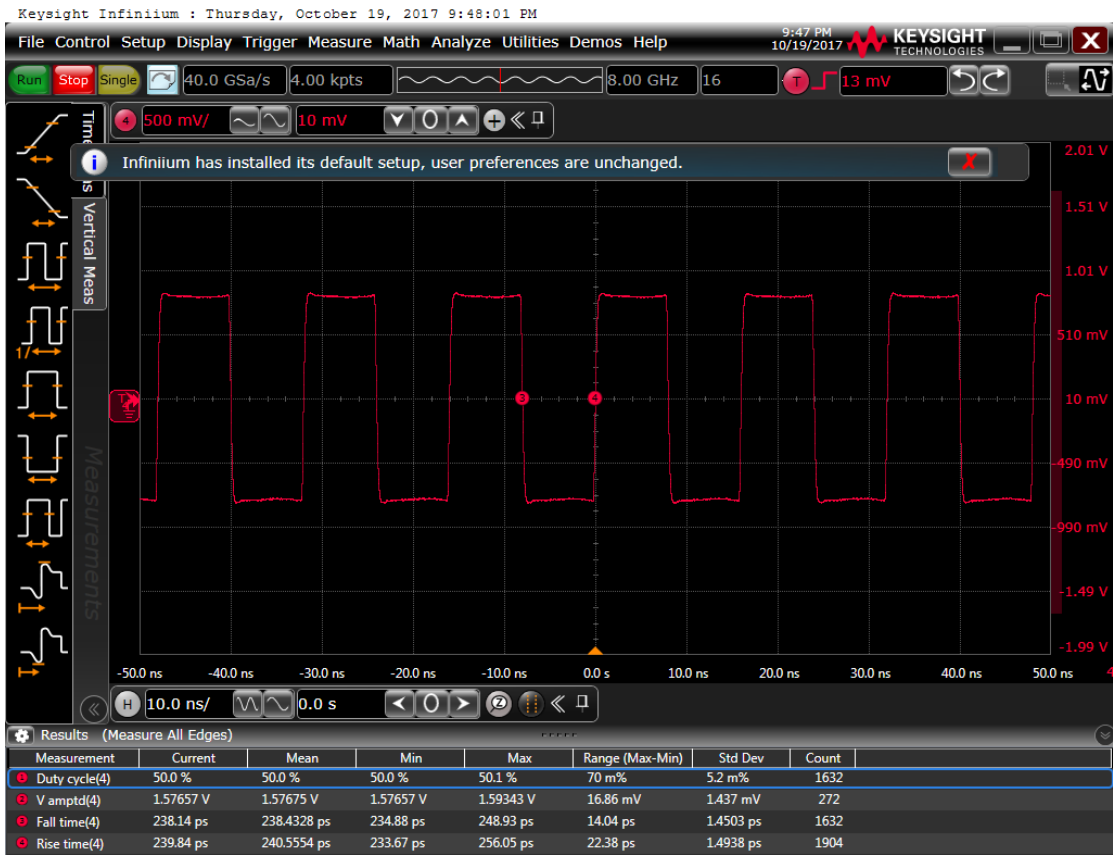 Keysight Infiniium : Thursday, October 19, 2017 9:48:01 PM
File Control Setup Display Trigger Measure Math Analyze Utilities Demos Help
9:47 PM
10/19/2017
KEYSIGHT
TECHNOLOGIES
X
Run Stop Single 40.0 GSa/s 4.00 kpts 8.00 GHz 16 T 13 mV
4 500 mV/ 10 mV 0
i Infiniium has installed its default setup, user preferences are unchanged. X
Vertical Meas
1/
Measurements
2.01 V
1.51 V
1.01 V
510 mV
10 mV
-490 mV
-990 mV
-1.49 V
-1.99 V
T
3 4
-50.0 ns -40.0 ns -30.0 ns -20.0 ns -10.0 ns 0.0 s 10.0 ns 20.0 ns 30.0 ns 40.0 ns 50.0 ns
H 10.0 ns/ 0.0 s 0 Z
Results (Measure All Edges)
Measurement Current Mean Min Max Range (Max-Min) Std Dev Count
1 Duty cycle(4) 50.0 % 50.0 % 50.0 % 50.1 % 70 m% 5.2 m% 1632
2 V amptd(4) 1.57657 V 1.57675 V 1.57657 V 1.59343 V 16.86 mV 1.437 mV 272
3 Fall time(4) 238.14 ps 238.4328 ps 234.88 ps 248.93 ps 14.04 ps 1.4503 ps 1632
4 Rise time(4) 239.84 ps 240.5554 ps 233.67 ps 256.05 ps 22.38 ps 1.4938 ps 1904